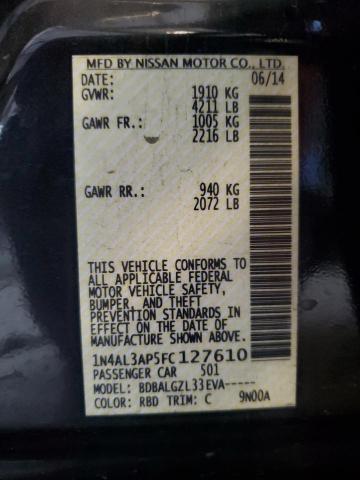 MFD BY NISSAN MOTOR CO., LTD.
DATE: 06/14
GVWR: 1910 KG
4211 LB
GAWR FR.: 1005 KG
2216 LB
GAWR RR.: 940 KG
2072 LB
THIS VEHICLE CONFORMS TO
ALL APPLICABLE FEDERAL
MOTOR VEHICLE SAFETY,
BUMPER, AND THEFT
PREVENTION STANDARDS IN
EFFECT ON THE DATE OF
MANUFACTURE SHOWN ABOVE.
1N4AL3AP5FC127610
PASSENGER CAR 501
MODEL: BDBALGZL33EVA-----
COLOR: RBD TRIM: C 9N00A